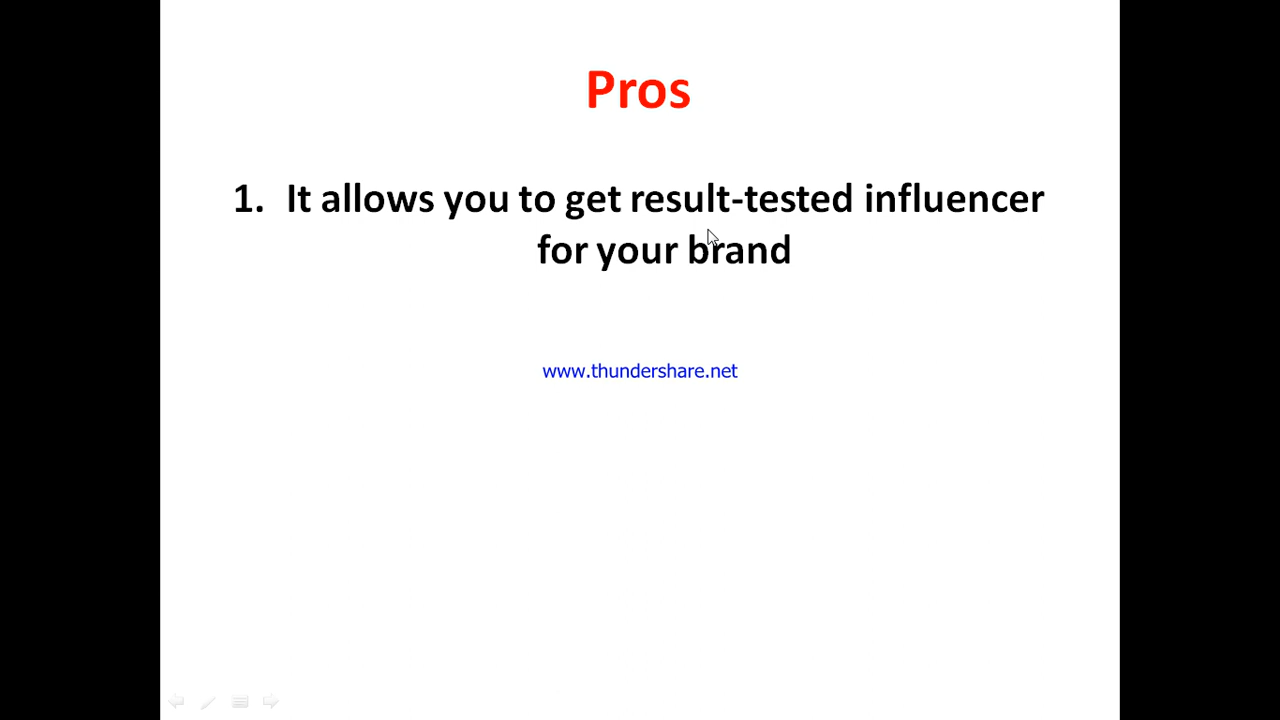 Pros
1. It allows you to get result-tested influencer
for your brand
www.thundershare.net